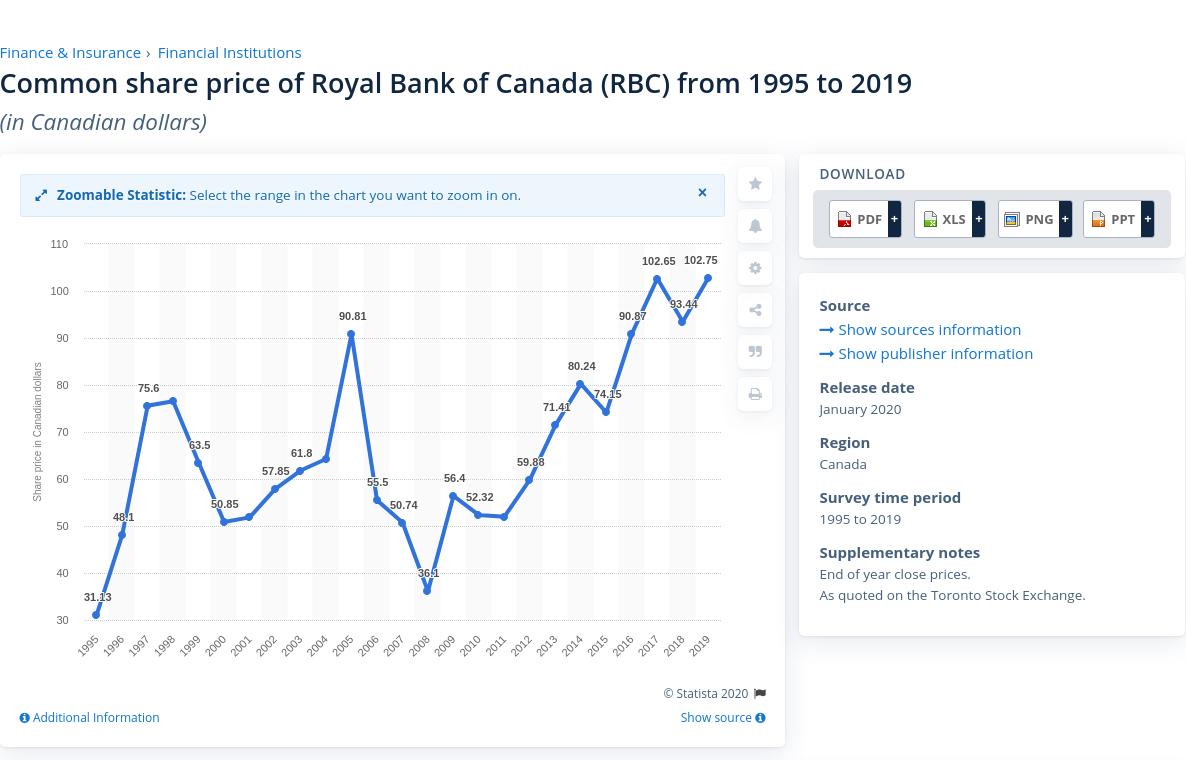 Finance & Insurance › Financial Institutions
Common share price of Royal Bank of Canada (RBC) from 1995 to 2019
(in Canadian dollars)
Zoomable Statistic: Select the range in the chart you want to zoom in on. ×
110
100
90
80
70
60
50
40
30
Share price in Canadian dollars
31.13
48.1
75.6
63.5
50.85
57.85
61.8
90.81
55.5
50.74
36.1
56.4
52.32
59.88
71.41
80.24
74.15
90.87
102.65
93.44
102.75
1995 1996 1997 1998 1999 2000 2001 2002 2003 2004 2005 2006 2007 2008 2009 2010 2011 2012 2013 2014 2015 2016 2017 2018 2019
© Statista 2020
Additional Information
Show source
DOWNLOAD
PDF + XLS + PNG + PPT +
Source
Show sources information
Show publisher information
Release date
January 2020
Region
Canada
Survey time period
1995 to 2019
Supplementary notes
End of year close prices.
As quoted on the Toronto Stock Exchange.